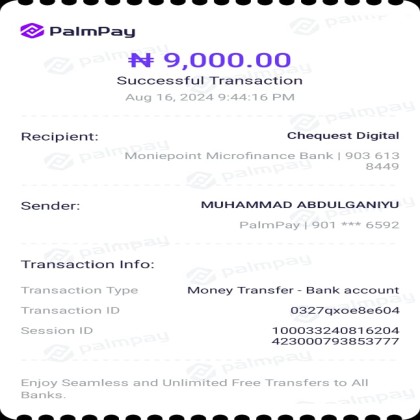 PalmPay
₦ 9,000.00
Successful Transaction
Aug 16, 2024 9:44:16 PM
Recipient: Chequest Digital
Moniepoint Microfinance Bank | 903 613
8449
Sender: MUHAMMAD ABDULGANIYU
PalmPay | 901 *** 6592
Transaction Info:
Transaction Type Money Transfer - Bank account
Transaction ID 0327qxoe8e604
Session ID 100033240816204
423000793853777
Enjoy Seamless and Unlimited Free Transfers to All
Banks.